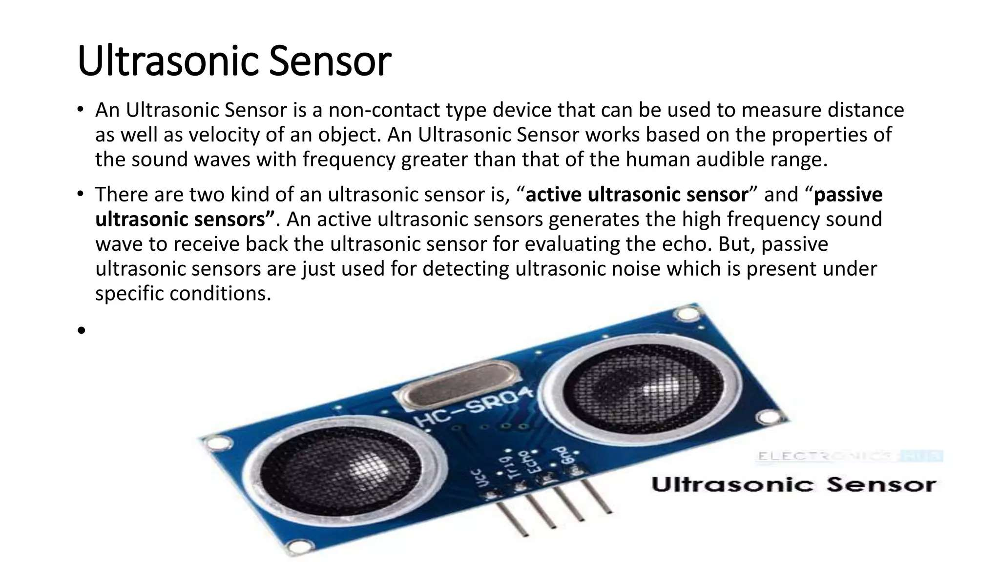 Ultrasonic Sensor
• An Ultrasonic Sensor is a non-contact type device that can be used to measure distance
as well as velocity of an object. An Ultrasonic Sensor works based on the properties of
the sound waves with frequency greater than that of the human audible range.
• There are two kind of an ultrasonic sensor is, “active ultrasonic sensor” and “passive
ultrasonic sensors”. An active ultrasonic sensors generates the high frequency sound
wave to receive back the ultrasonic sensor for evaluating the echo. But, passive
ultrasonic sensors are just used for detecting ultrasonic noise which is present under
specific conditions.
•
HC-SR04
Vcc
Trig
Echo
Gnd
ELECTRONICS HUB
Ultrasonic Sensor